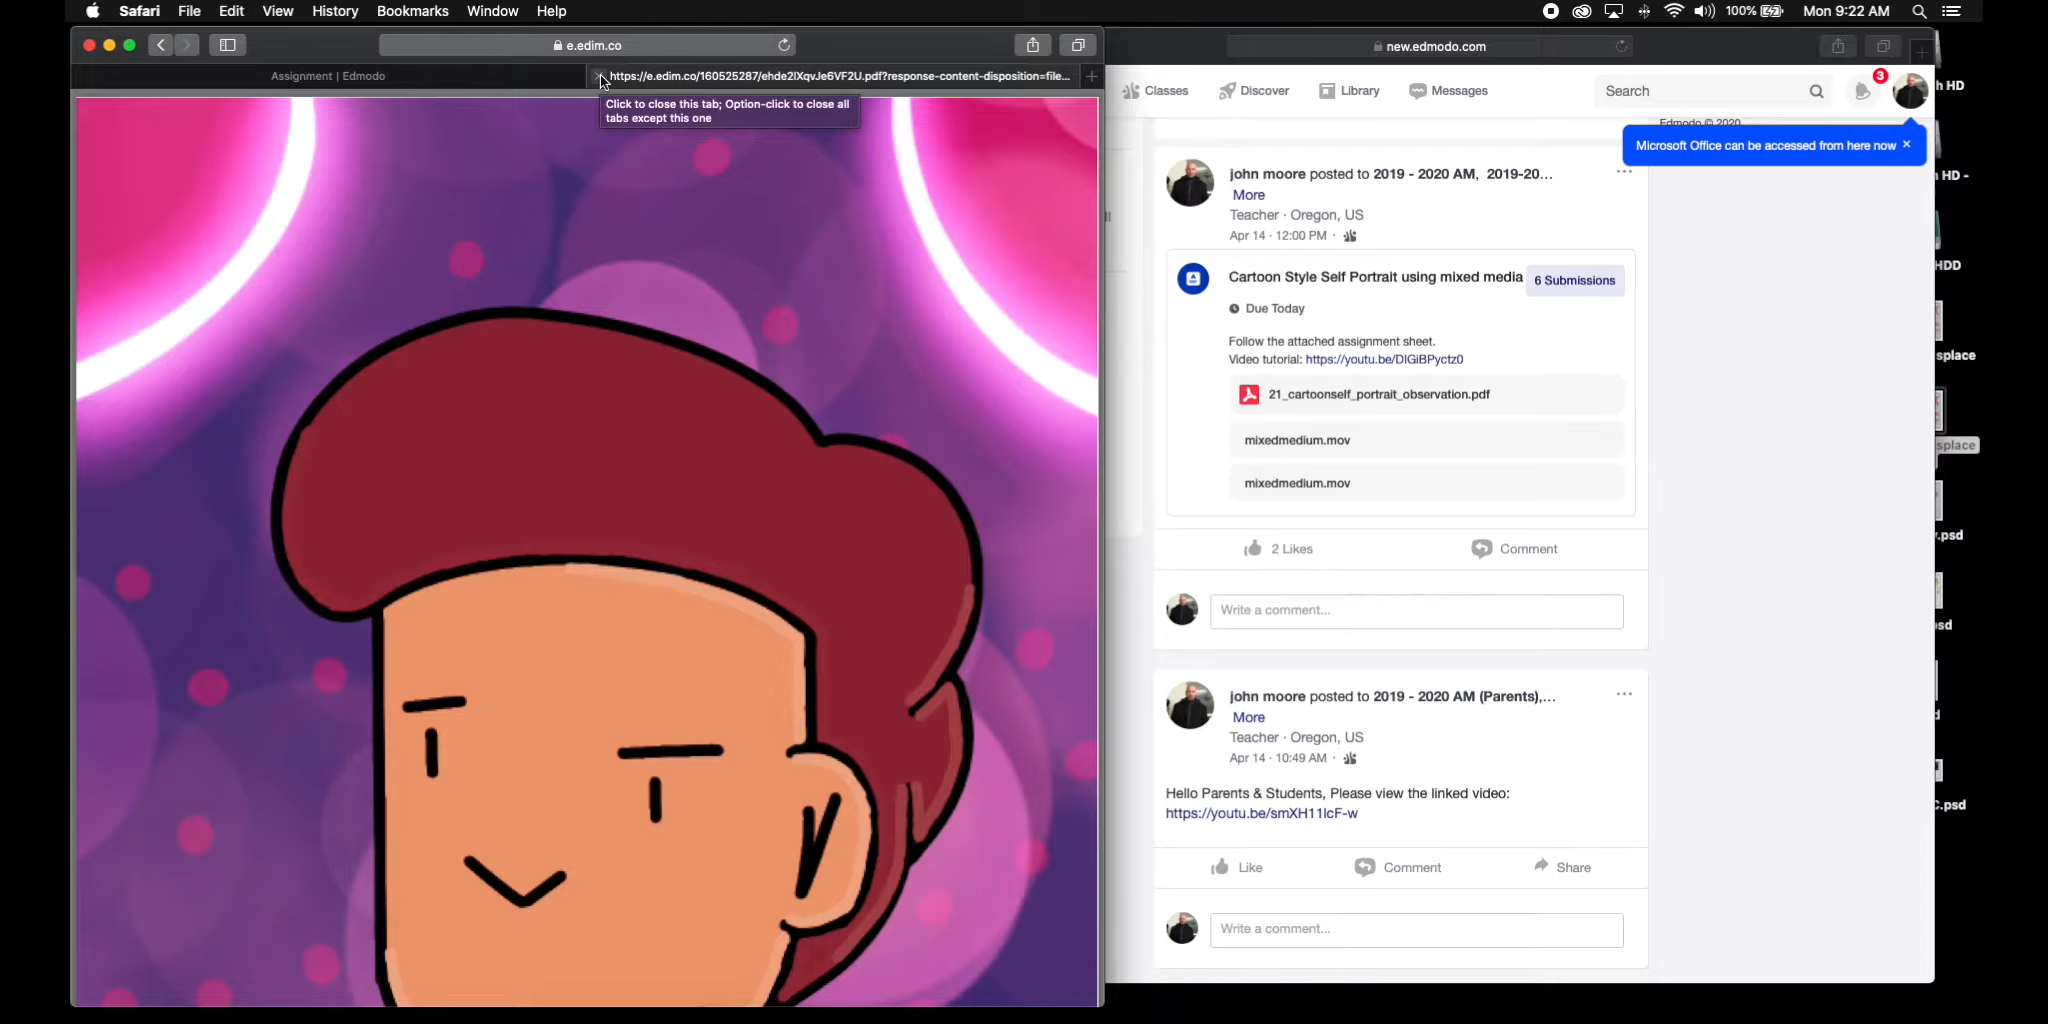 Safari File Edit View History Bookmarks Window Help
100% Mon 9:22 AM
e.edim.co
Assignment | Edmodo
https://e.edim.co/160525287/ehde2lXqvJe6VF2U.pdf?response-content-disposition=file...
Click to close this tab; Option-click to close all
tabs except this one
new.edmodo.com
Classes Discover Library Messages
Search
3
Edmodo © 2020
Microsoft Office can be accessed from here now ×
john moore posted to 2019 - 2020 AM, 2019-20...
More
Teacher · Oregon, US
Apr 14 · 12:00 PM ·
Cartoon Style Self Portrait using mixed media
6 Submissions
Due Today
Follow the attached assignment sheet.
Video tutorial: https://youtu.be/DIGiBPyctz0
21_cartoonself_portrait_observation.pdf
mixedmedium.mov
mixedmedium.mov
2 Likes
Comment
Write a comment...
john moore posted to 2019 - 2020 AM (Parents),...
More
Teacher · Oregon, US
Apr 14 · 10:49 AM ·
Hello Parents & Students, Please view the linked video:
https://youtu.be/smXH11lcF-w
Like
Comment
Share
Write a comment...
h HD
HD -
HDD
splace
splace
.psd
C.psd